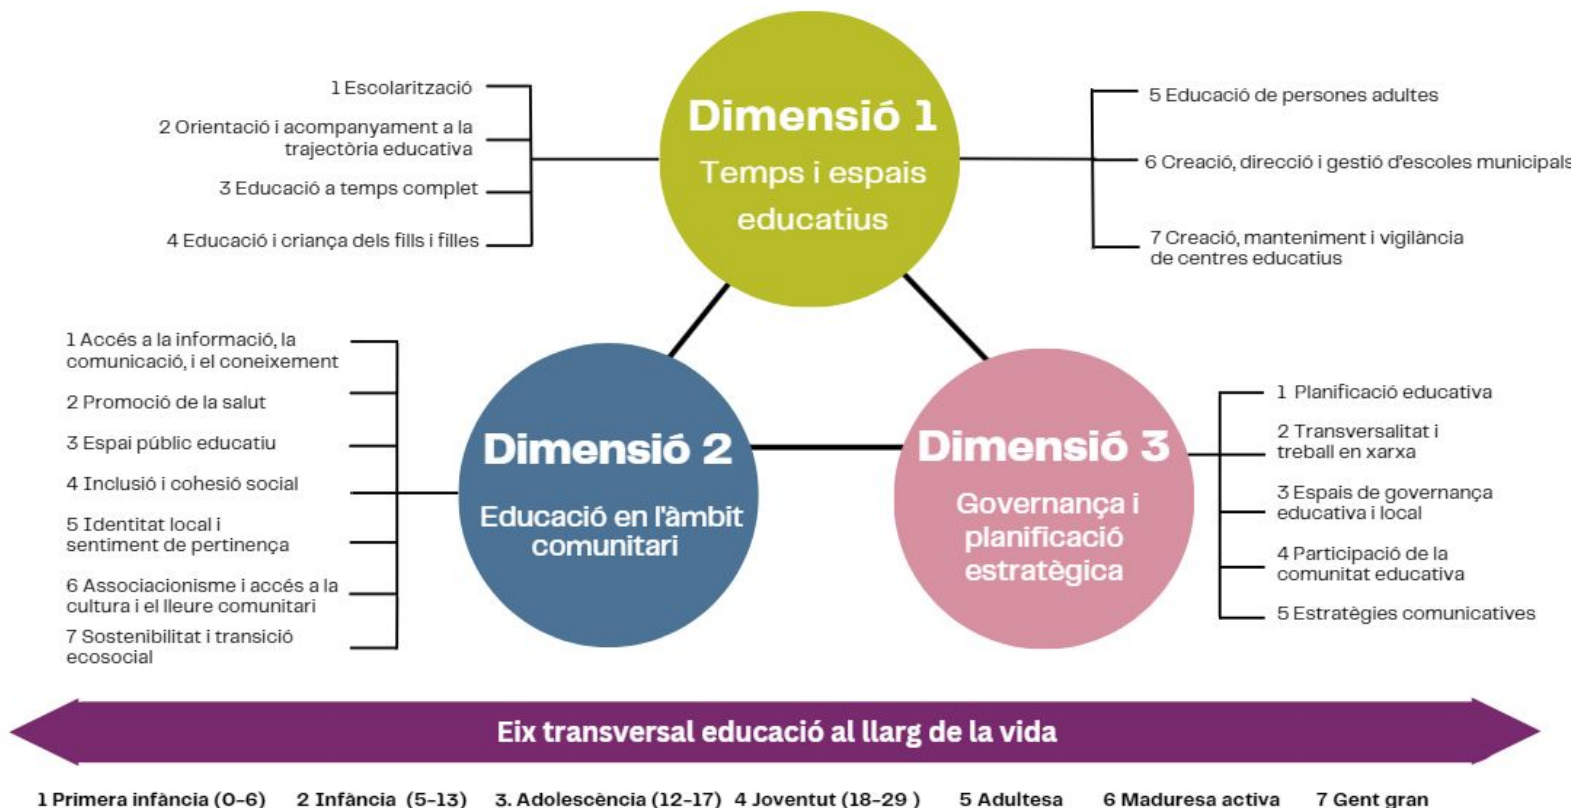 Dimensió 1
Temps i espais
educatius
1 Escolarització
2 Orientació i acompanyament a la
trajectòria educativa
3 Educació a temps complet
4 Educació i criança dels fills i filles
5 Educació de persones adultes
6 Creació, direcció i gestió d'escoles municipals
7 Creació, manteniment i vigilància
de centres educatius
Dimensió 2
Educació en l'àmbit
comunitari
1 Accés a la informació, la
comunicació, i el coneixement
2 Promoció de la salut
3 Espai públic educatiu
4 Inclusió i cohesió social
5 Identitat local i
sentiment de pertinença
6 Associacionisme i accés a la
cultura i el lleure comunitari
7 Sostenibilitat i transició
ecosocial
Dimensió 3
Governança i
planificació
estratègica
1 Planificació educativa
2 Transversalitat i
treball en xarxa
3 Espais de governança
educativa i local
4 Participació de la
comunitat educativa
5 Estratègies comunicatives
Eix transversal educació al llarg de la vida
1 Primera infància (0-6) 2 Infància (5-13) 3. Adolescència (12-17) 4 Joventut (18-29 ) 5 Adultesa 6 Maduresa activa 7 Gent gran